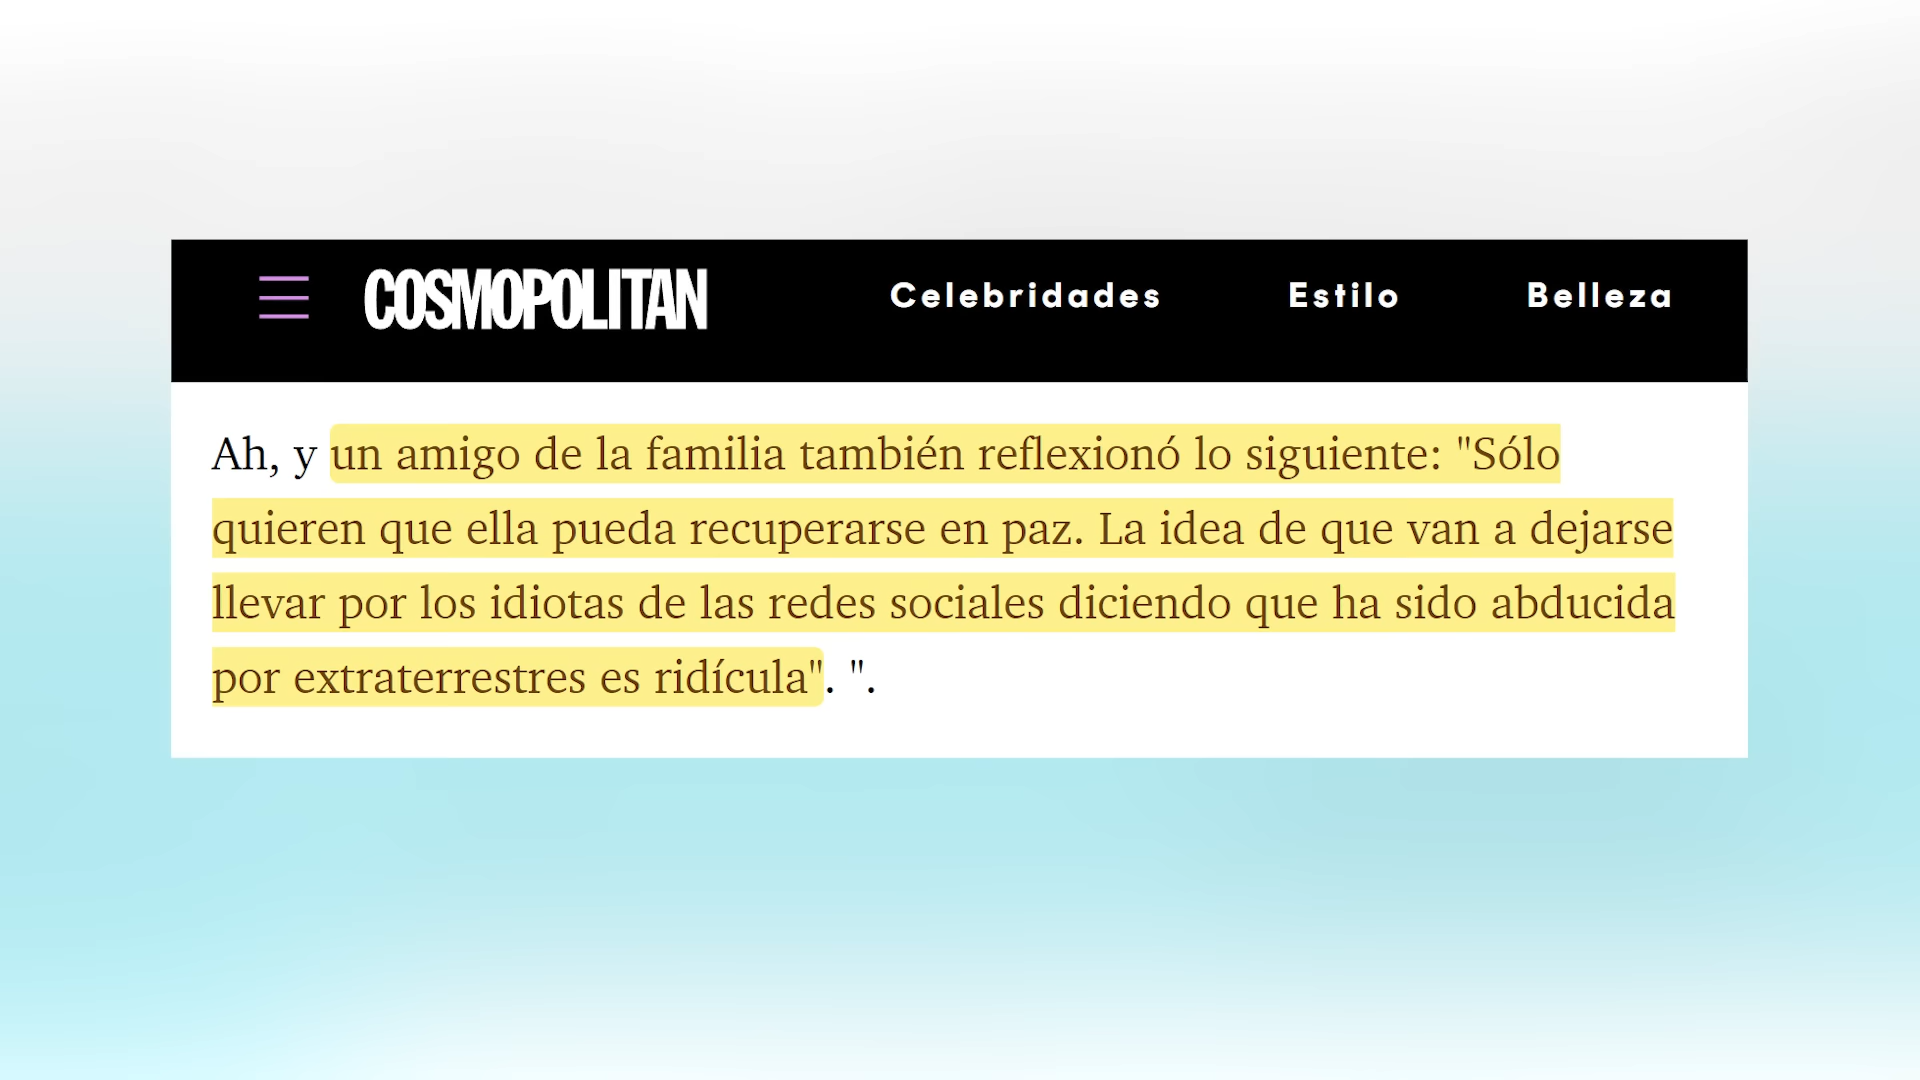 COSMOPOLITAN Celebridades Estilo Belleza
Ah, y un amigo de la familia también reflexionó lo siguiente: "Sólo
quieren que ella pueda recuperarse en paz. La idea de que van a dejarse
llevar por los idiotas de las redes sociales diciendo que ha sido abducida
por extraterrestres es ridícula". ".